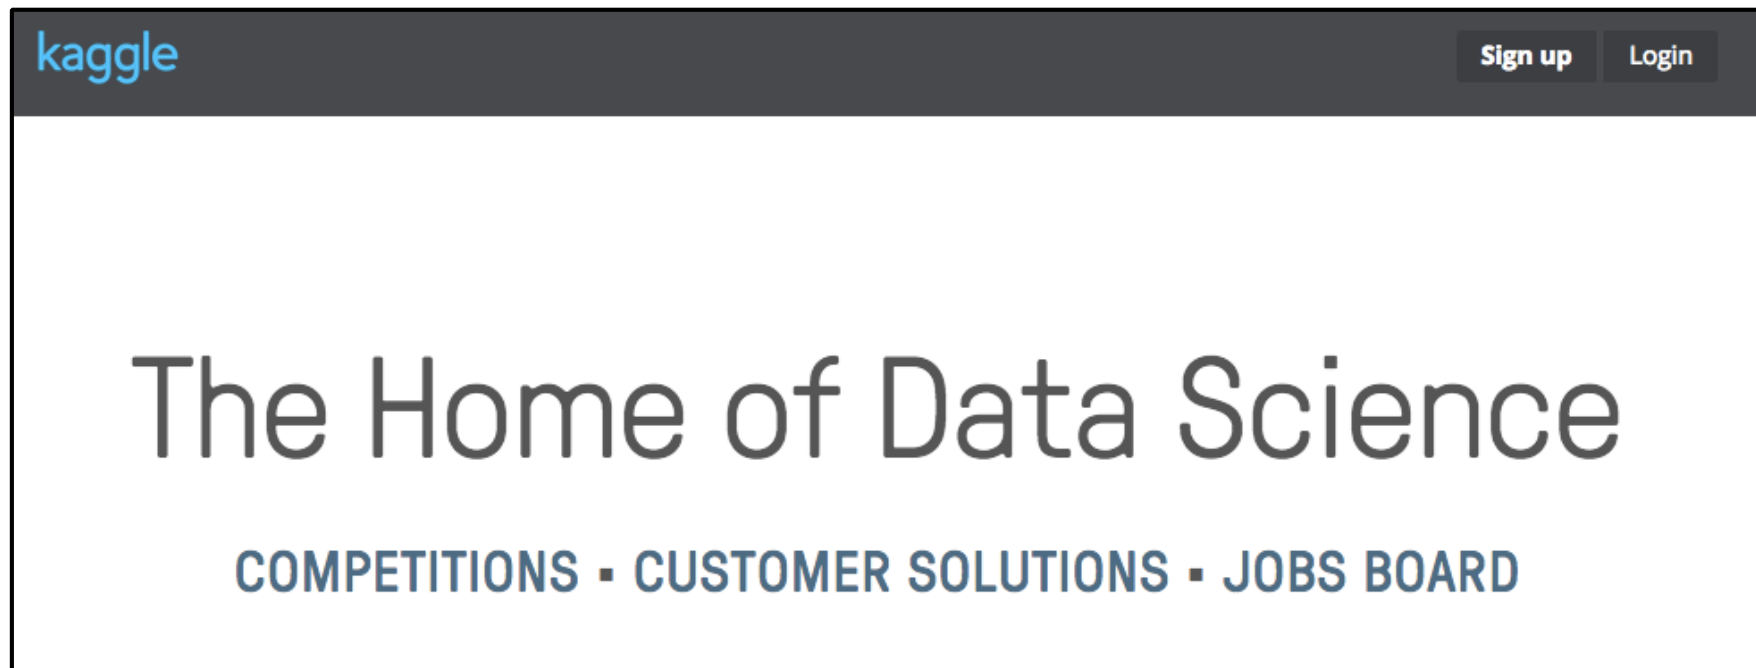 kaggle
Sign up Login
The Home of Data Science
COMPETITIONS ▪ CUSTOMER SOLUTIONS ▪ JOBS BOARD